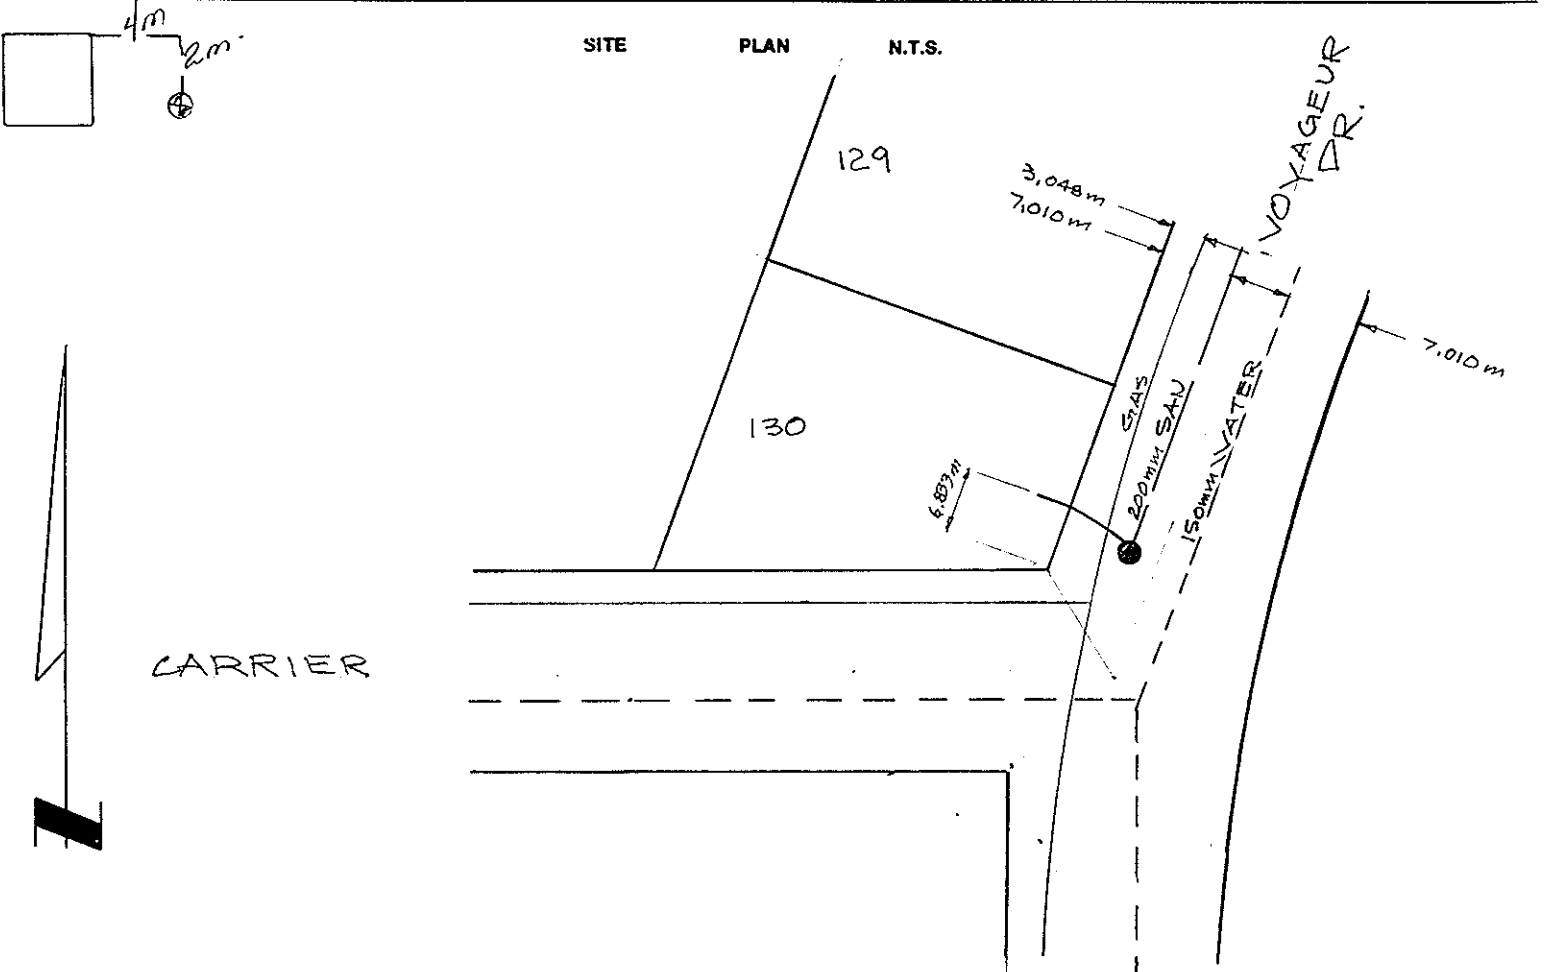 4m
2m.
SITE PLAN N.T.S.
VOYAGEUR
DR.
129
3,048m
7,010m
7,010m
GAS
200mm SAN
150mm WATER
130
6.833m
CARRIER